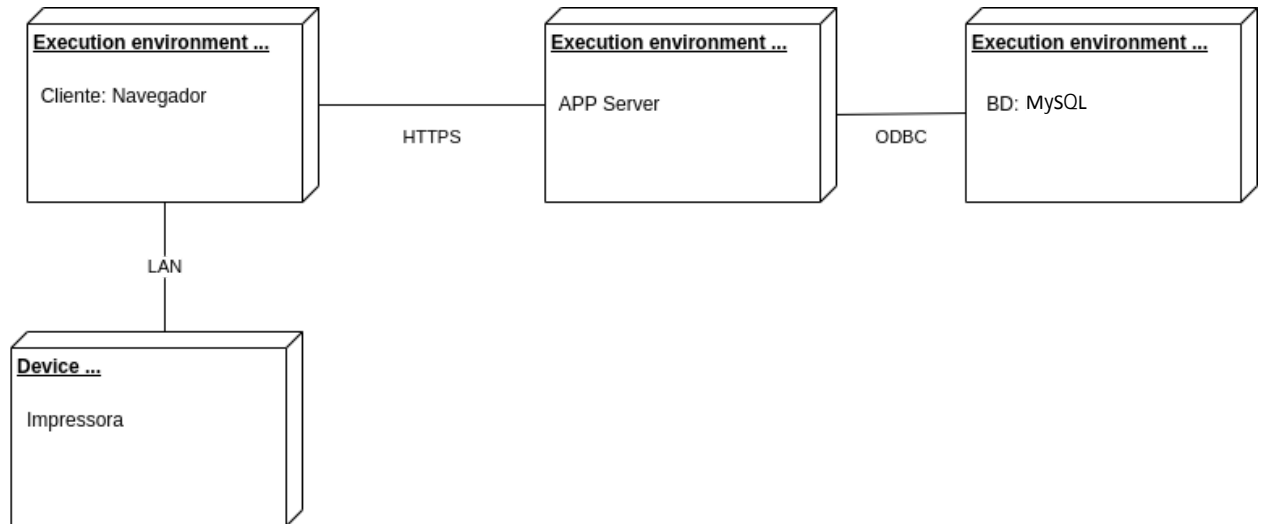 Execution environment ...
Cliente: Navegador
HTTPS
Execution environment ...
APP Server
ODBC
Execution environment ...
BD: MySQL
LAN
Device ...
Impressora